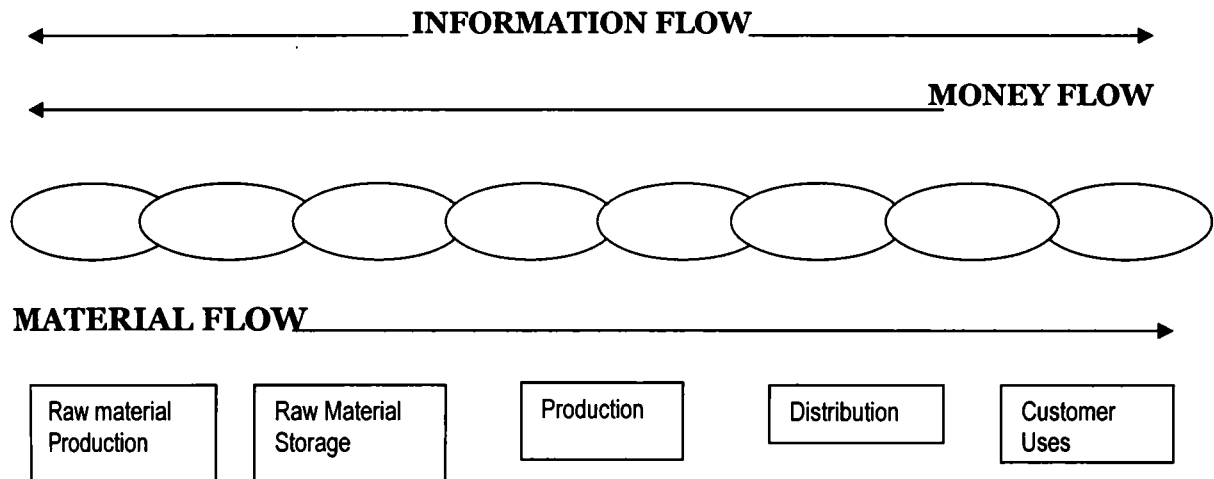 INFORMATION FLOW
MONEY FLOW
MATERIAL FLOW
Raw material
Production
Raw Material
Storage
Production
Distribution
Customer
Uses